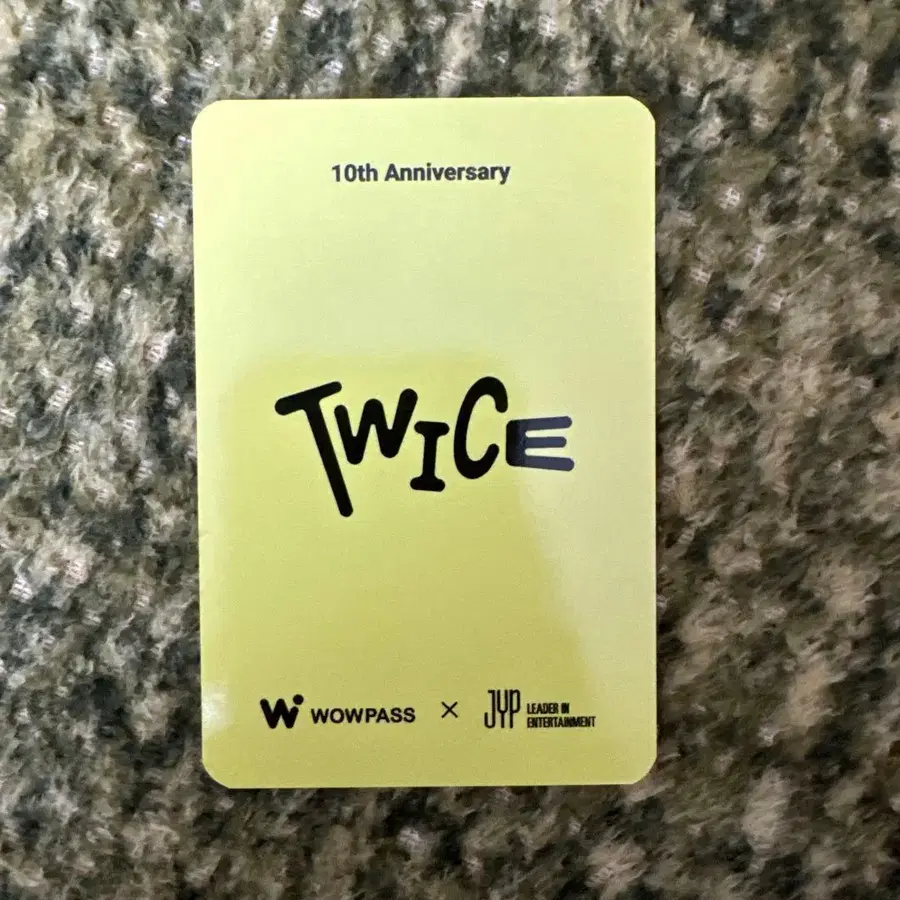 10th Anniversary
TWICE
W WOWPASS × JYP LEADER IN
ENTERTAINMENT